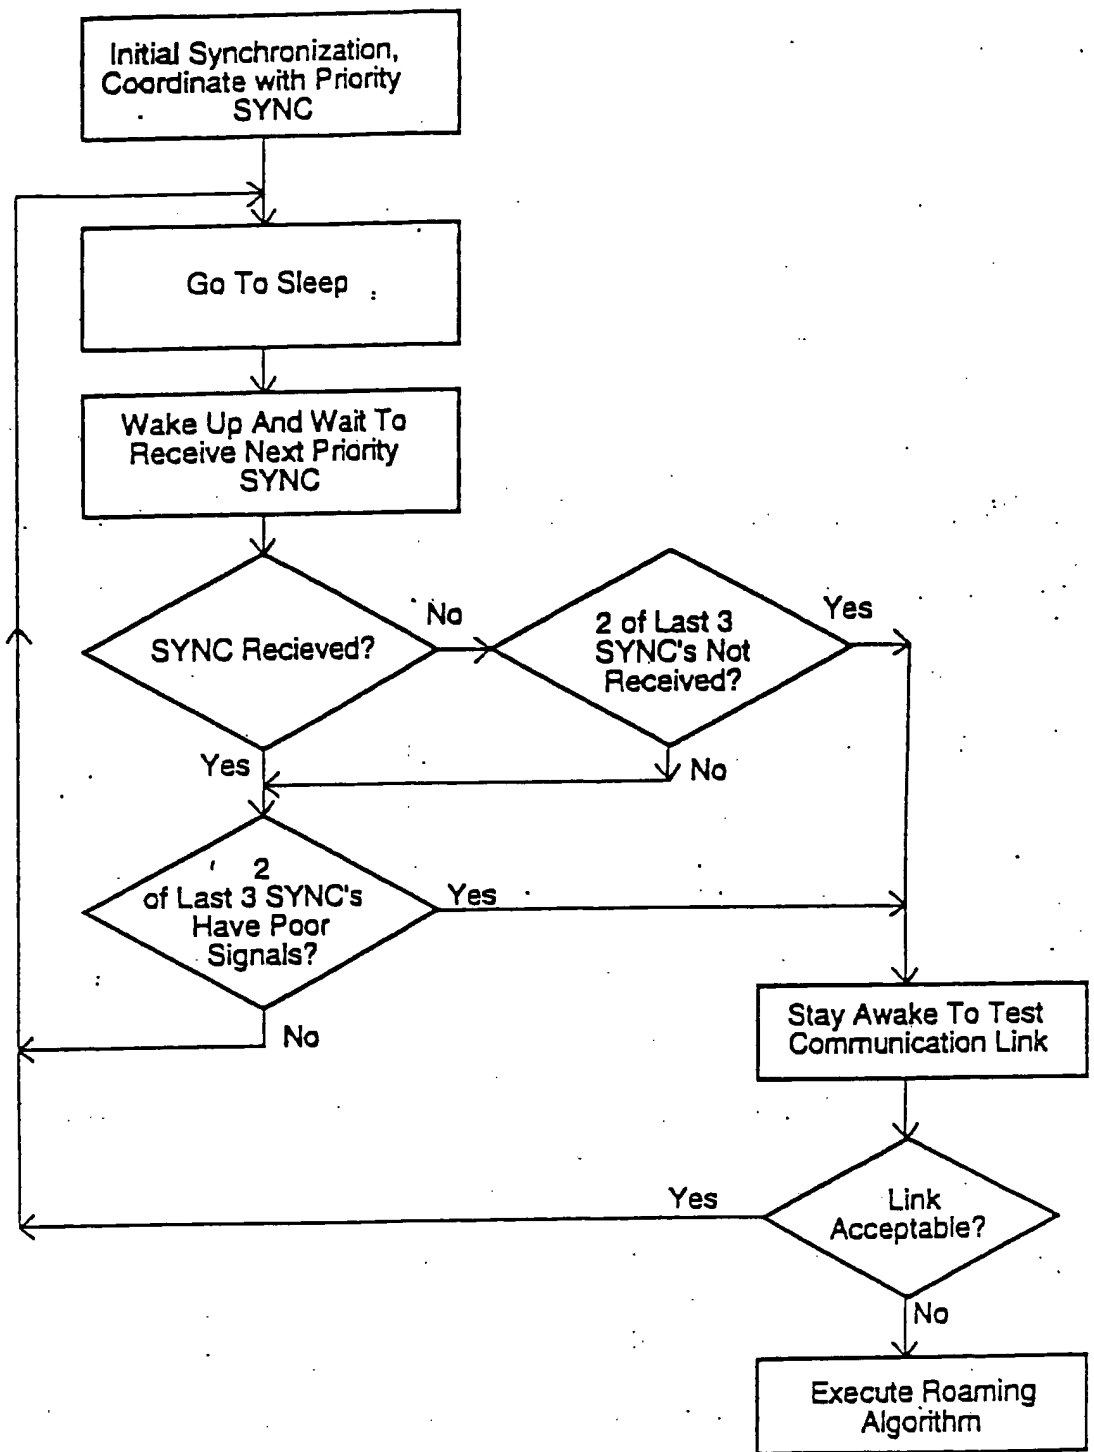 Initial Synchronization,
Coordinate with Priority
SYNC
Go To Sleep
Wake Up And Wait To
Receive Next Priority
SYNC
SYNC Recieved?
No
2 of Last 3
SYNC's Not
Received?
Yes
Yes
No
2
of Last 3 SYNC's
Have Poor
Signals?
Yes
No
Stay Awake To Test
Communication Link
Link
Acceptable?
Yes
No
Execute Roaming
Algorithm